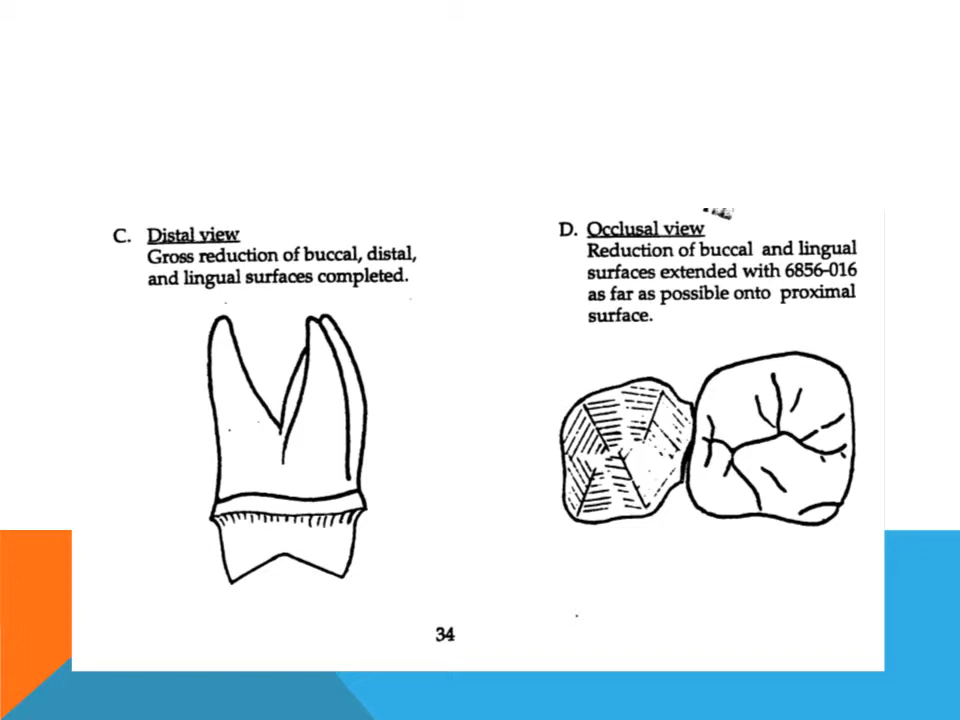 C. Distal view
Gross reduction of buccal, distal,
and lingual surfaces completed.
D. Occlusal view
Reduction of buccal and lingual
surfaces extended with 6856-016
as far as possible onto proximal
surface.
34